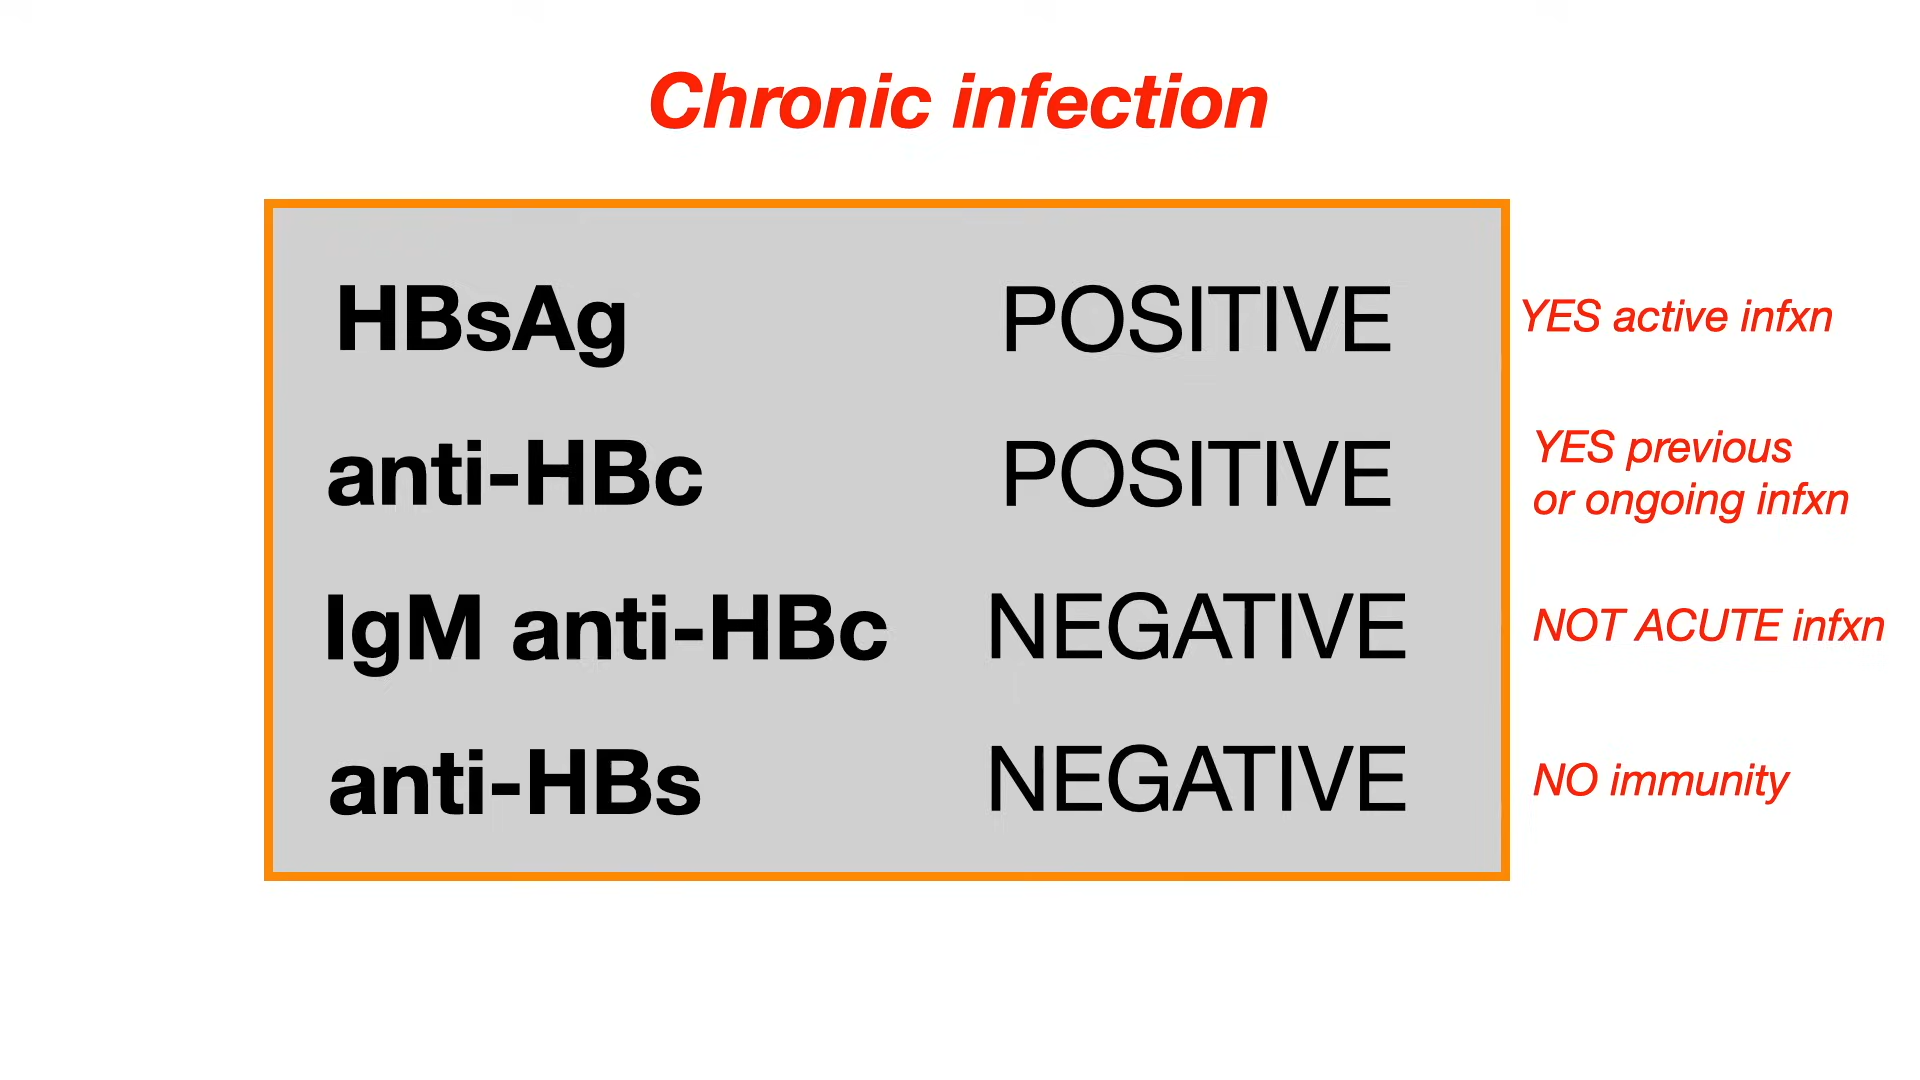 Chronic infection
HBsAg POSITIVE YES active infxn
anti-HBc POSITIVE YES previous
or ongoing infxn
IgM anti-HBc NEGATIVE NOT ACUTE infxn
anti-HBs NEGATIVE NO immunity